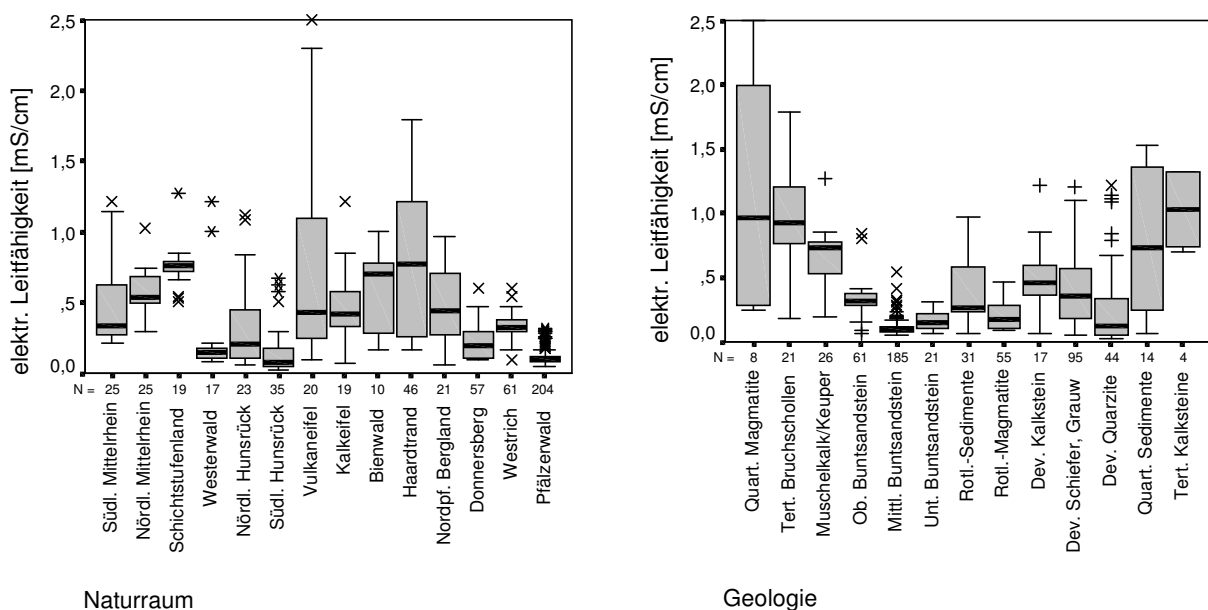 elektr. Leitfähigkeit [mS/cm]
2,5
2,0
1,5
1,0
,5
0,0
N = 25 25 19 17 23 35 20 19 10 46 21 57 61 204
Südl. Mittelrhein
Nördl. Mittelrhein
Schichtstufenland
Westerwald
Nördl. Hunsrück
Südl. Hunsrück
Vulkaneifel
Kalkeifel
Bienwald
Haardtrand
Nordpf. Bergland
Donnersberg
Westrich
Pfälzenwald
Naturraum
elektr. Leitfähigkeit [mS/cm]
2,5
2,0
1,5
1,0
,5
0,0
N = 8 21 26 61 185 21 31 55 17 95 44 14 4
Quart. Magmatite
Tert. Bruchschollen
Muschelkalk/Keuper
Ob. Buntsandstein
Mittl. Buntsandstein
Unt. Buntsandstein
Rotl.-Sedimente
Rotl.-Magmatite
Dev. Kalkstein
Dev. Schiefer, Grauw
Dev. Quarzite
Quart. Sedimente
Tert. Kalksteine
Geologie